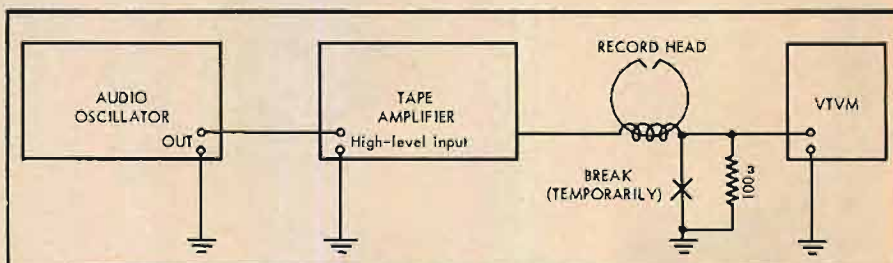 AUDIO
OSCILLATOR
OUT
TAPE
AMPLIFIER
High-level input
RECORD HEAD
BREAK
(TEMPORARILY)
100ω
VTVM